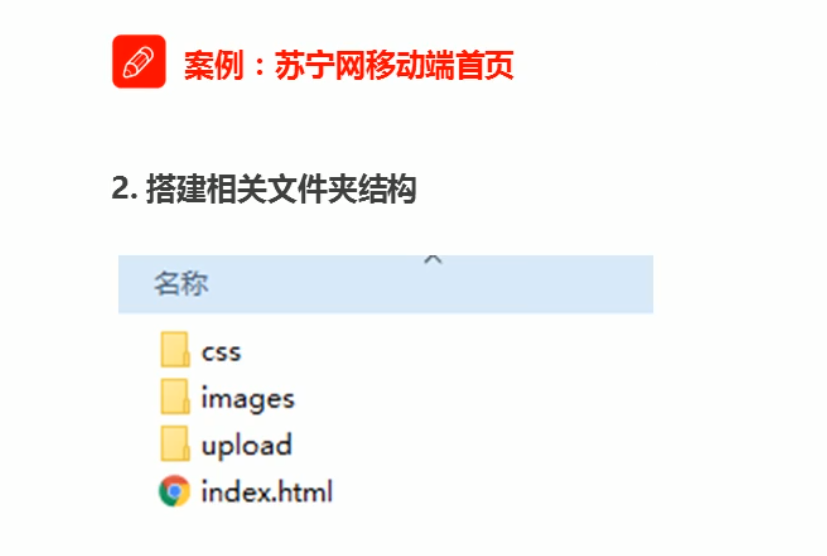 案例：苏宁网移动端首页
2. 搭建相关文件夹结构
名称
css
images
upload
index.html